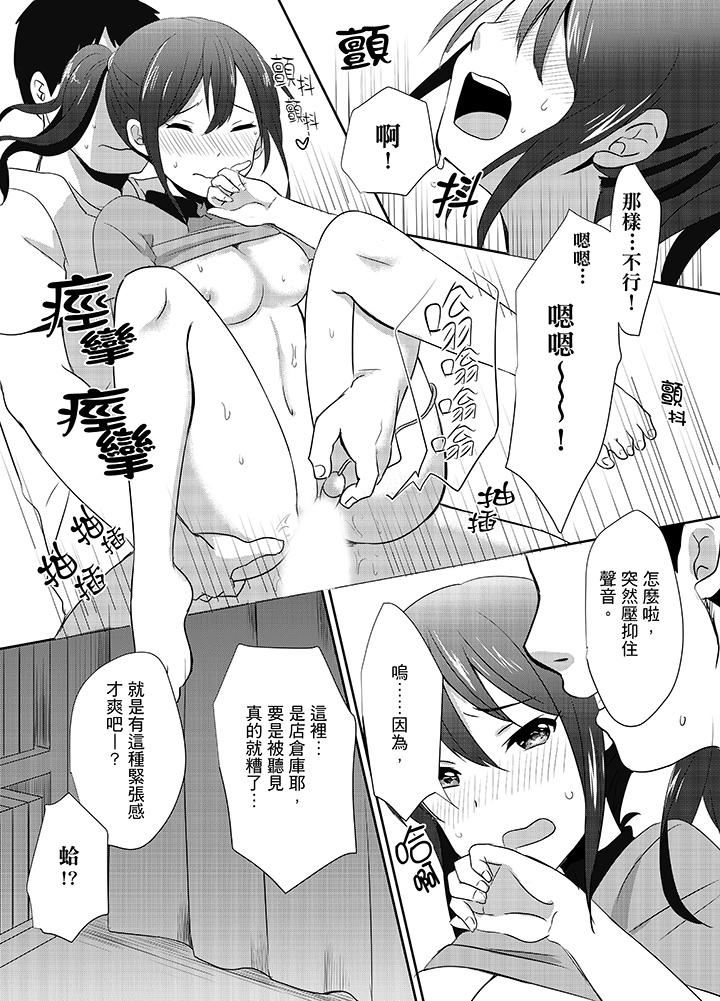 顫
抖
啊！
那樣…不行！
嗯嗯…
嗯嗯～～～！
顫抖
顫抖
顫抖
嗡嗡嗡嗡
痙攣
痙攣
抽插
抽插
抽插
怎麼啦，
突然壓抑住
聲音。
嗚……因為，
哈
這裡…
是店倉庫耶，
要是被聽見
真的就糟了…
就是有這種緊張感
才爽吧—？
蛤!?